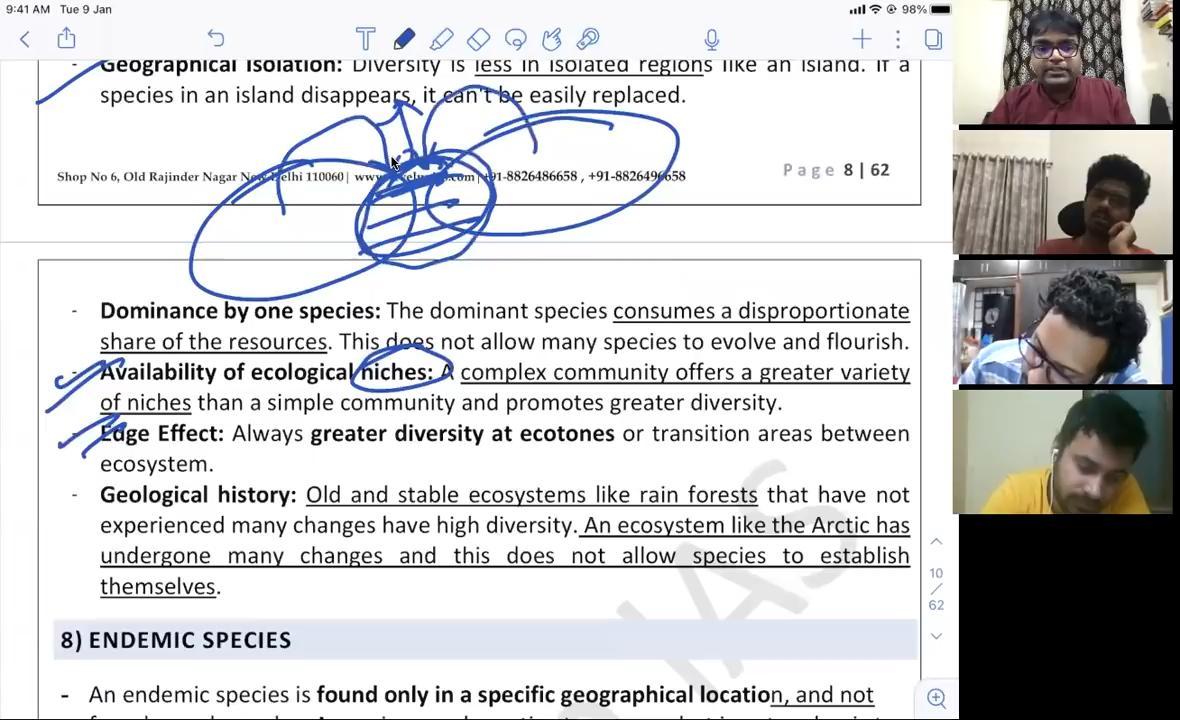 9:41 AM Tue 9 Jan
98%
- Geographical Isolation: Diversity is less in isolated regions like an island. If a
species in an island disappears, it can't be easily replaced.
Shop No 6, Old Rajinder Nagar New Delhi 110060|
+91-8826486658 , +91-8826496658
Page 8 | 62
- Dominance by one species: The dominant species consumes a disproportionate
share of the resources. This does not allow many species to evolve and flourish.
- Availability of ecological niches: A complex community offers a greater variety
of niches than a simple community and promotes greater diversity.
- Edge Effect: Always greater diversity at ecotones or transition areas between
ecosystem.
- Geological history: Old and stable ecosystems like rain forests that have not
experienced many changes have high diversity. An ecosystem like the Arctic has
undergone many changes and this does not allow species to establish
themselves.
10
/
62
IAS
8) ENDEMIC SPECIES
- An endemic species is found only in a specific geographical location, and not